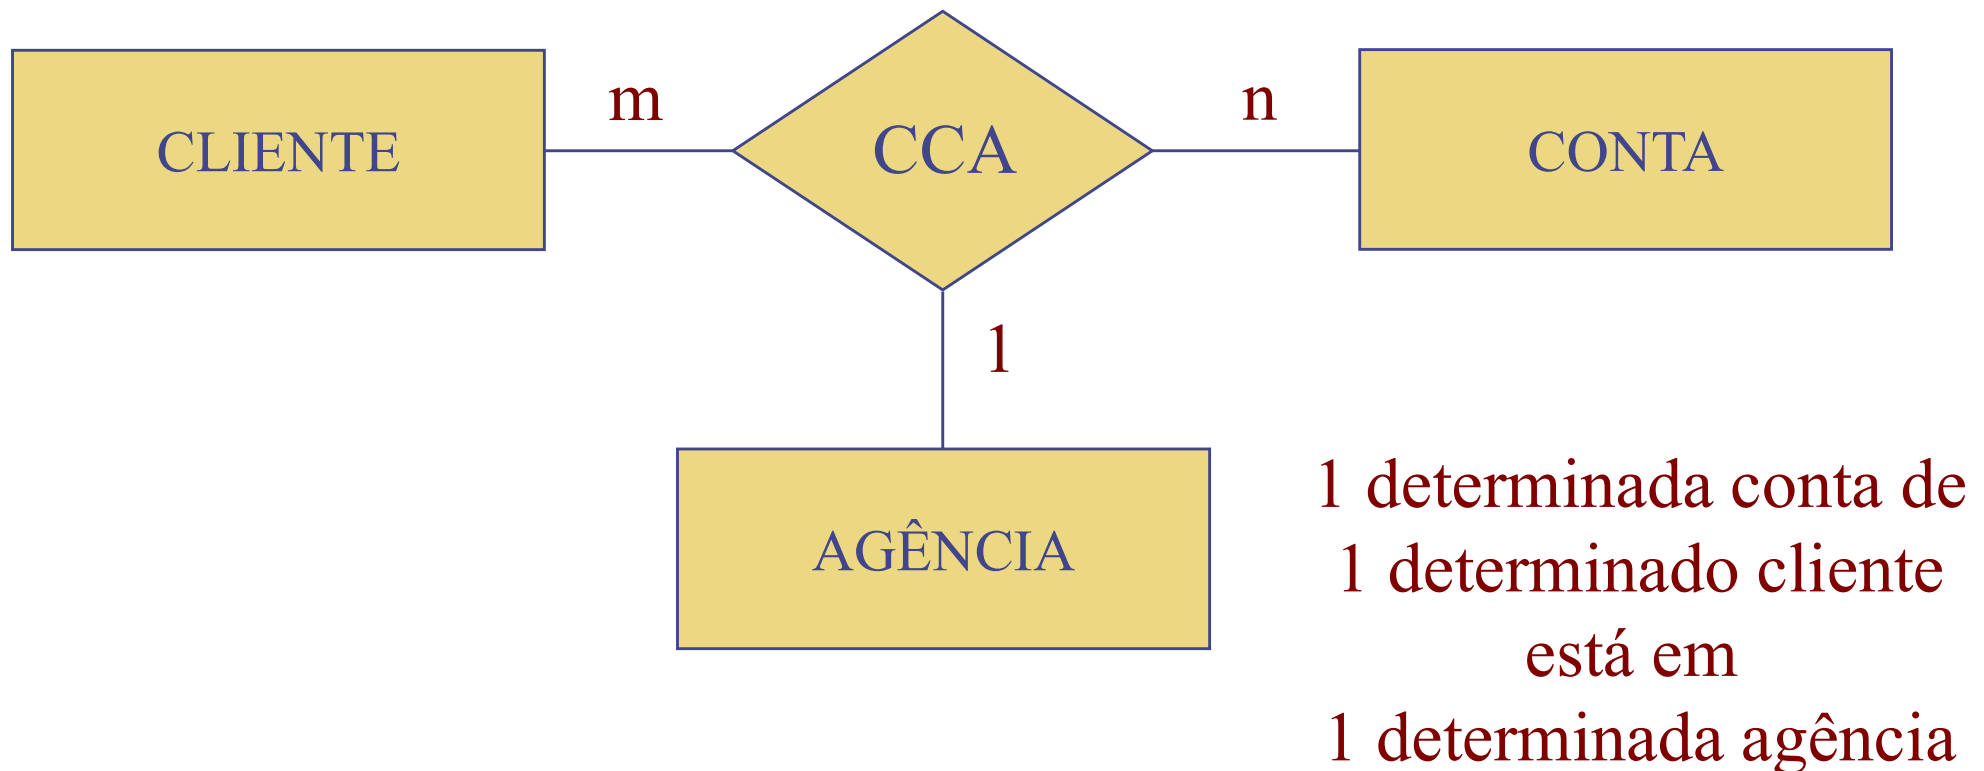 CLIENTE
m
CCA
n
CONTA
1
AGÊNCIA
1 determinada conta de
1 determinado cliente
está em
1 determinada agência